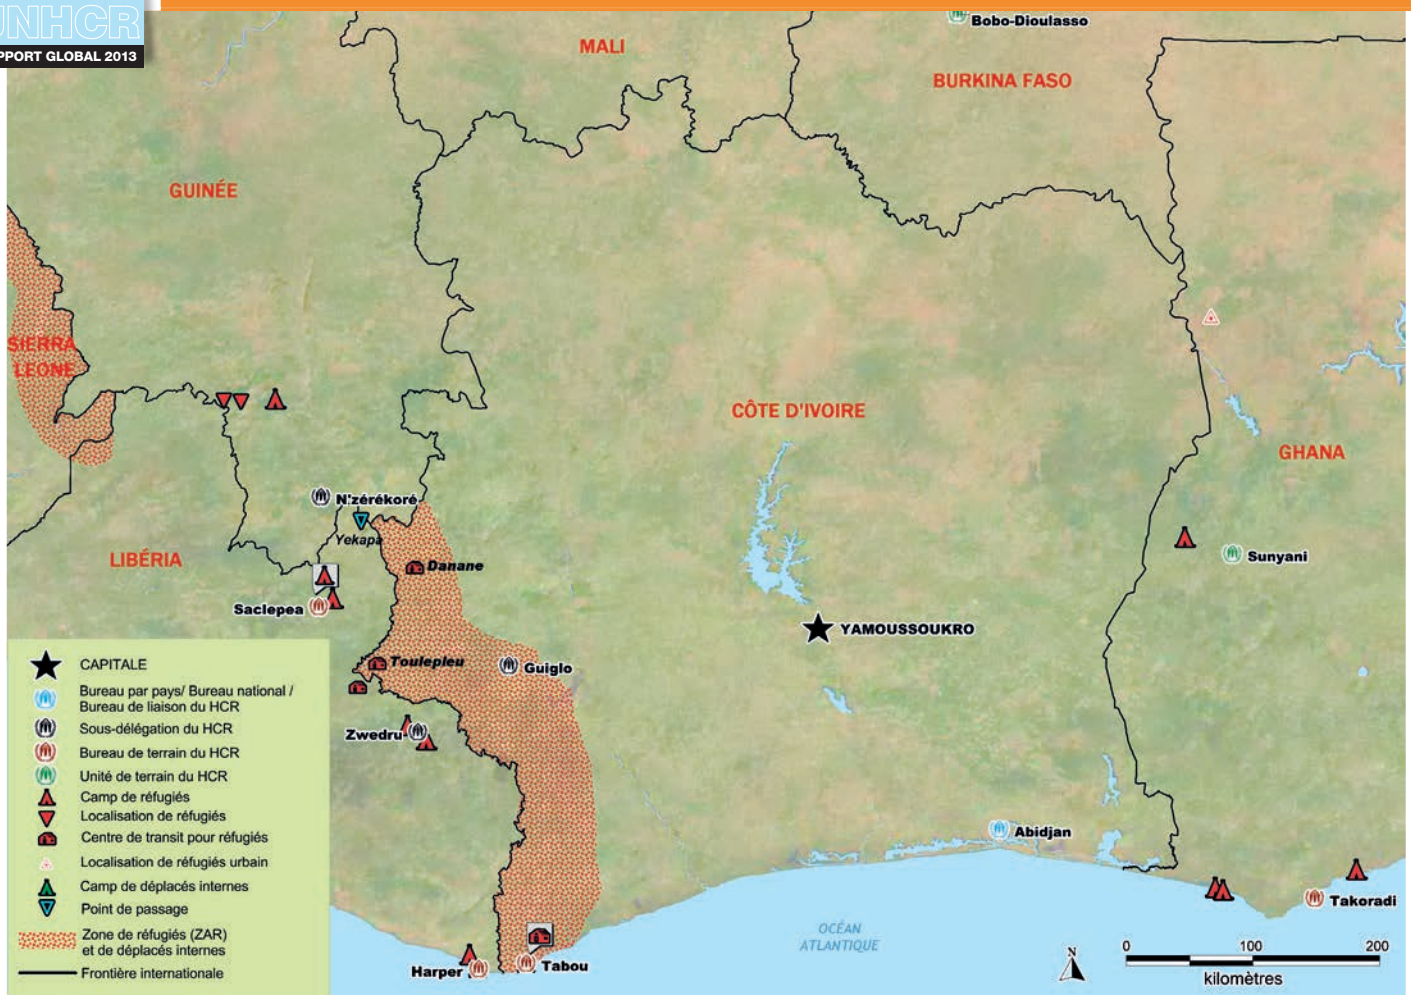 UNHCR
PPORT GLOBAL 2013
Bobo-Dioulasso
MALI
BURKINA FASO
GUINÉE
SIERRA
LEONE
CÔTE D'IVOIRE
GHANA
N'zérékoré
Yekapa
LIBÉRIA
Danane
Sunyani
Saclepea
YAMOUSSOUKRO
Toulepleu
Guiglo
Zwedru
Abidjan
Takoradi
OCÉAN
ATLANTIQUE
Harper
Tabou
CAPITALE
Bureau par pays/ Bureau national /
Bureau de liaison du HCR
Sous-délégation du HCR
Bureau de terrain du HCR
Unité de terrain du HCR
Camp de réfugiés
Localisation de réfugiés
Centre de transit pour réfugiés
Localisation de réfugiés urbain
Camp de déplacés internes
Point de passage
Zone de réfugiés (ZAR)
et de déplacés internes
Frontière internationale
N
0 100 200
kilomètres